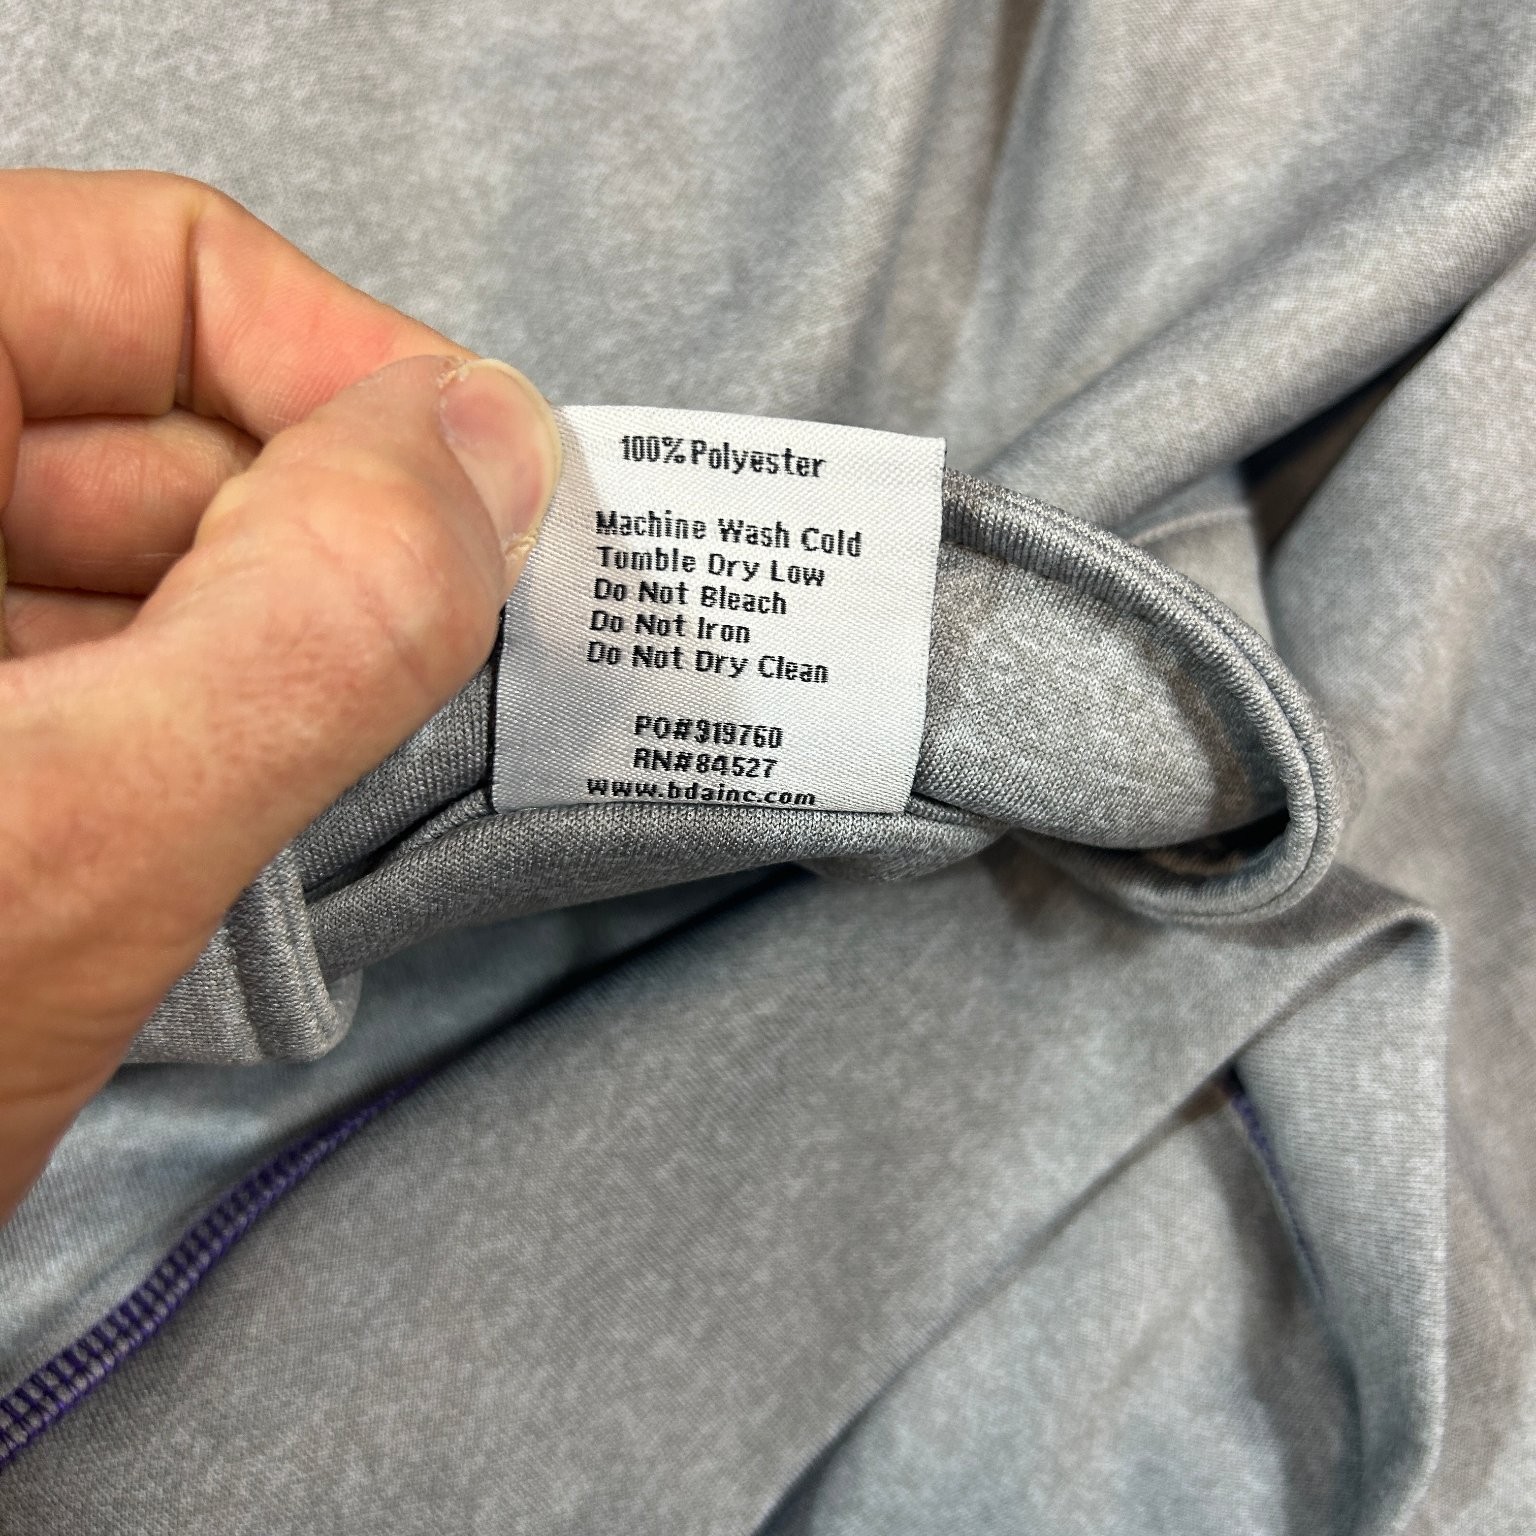 100% Polyester
Machine Wash Cold
Tumble Dry Low
Do Not Bleach
Do Not Iron
Do Not Dry Clean
PO#319760
RN#84527
www.bdainc.com